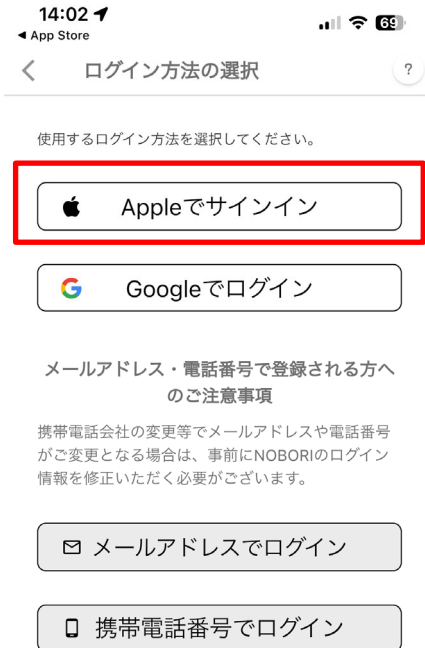 14:02
69
◀ App Store
ログイン方法の選択
?
使用するログイン方法を選択してください。
Appleでサインイン
Googleでログイン
メールアドレス・電話番号で登録される方へ
のご注意事項
携帯電話会社の変更等でメールアドレスや電話番号
がご変更となる場合は、事前にNOBORIのログイン
情報を修正いただく必要がございます。
メールアドレスでログイン
携帯電話番号でログイン